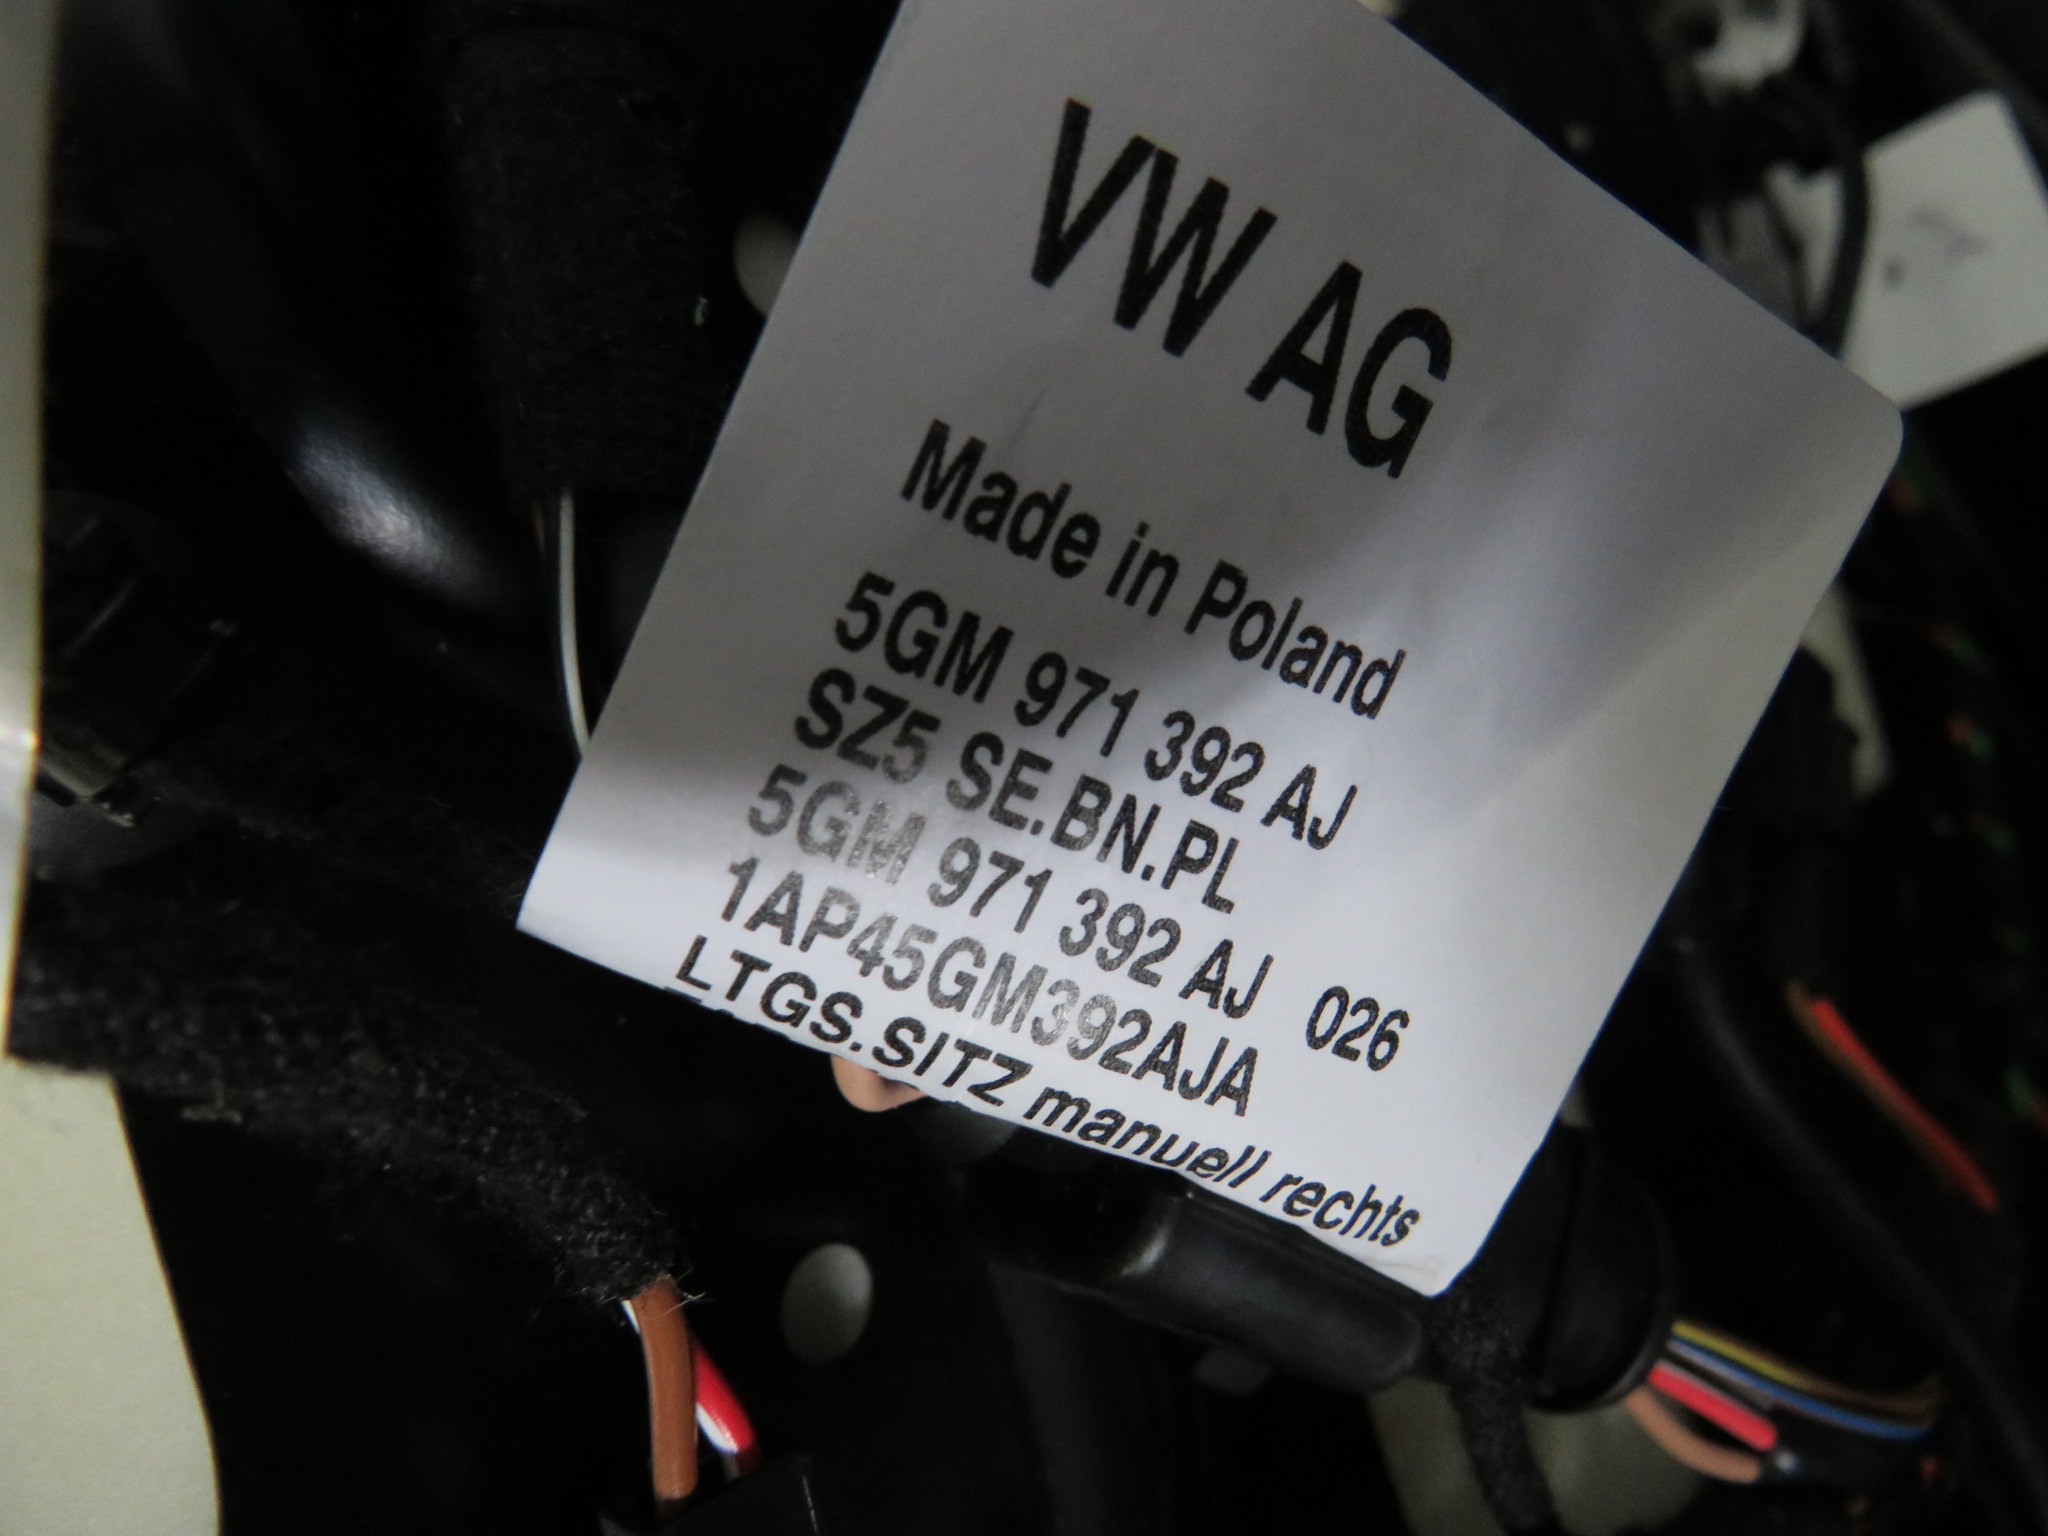 VW AG
Made in Poland
5GM 971 392 AJ
SZ5 SE.BN.PL
5GM 971 392 AJ 026
1AP45GM392AJA
LTGS.SITZ manuell rechts